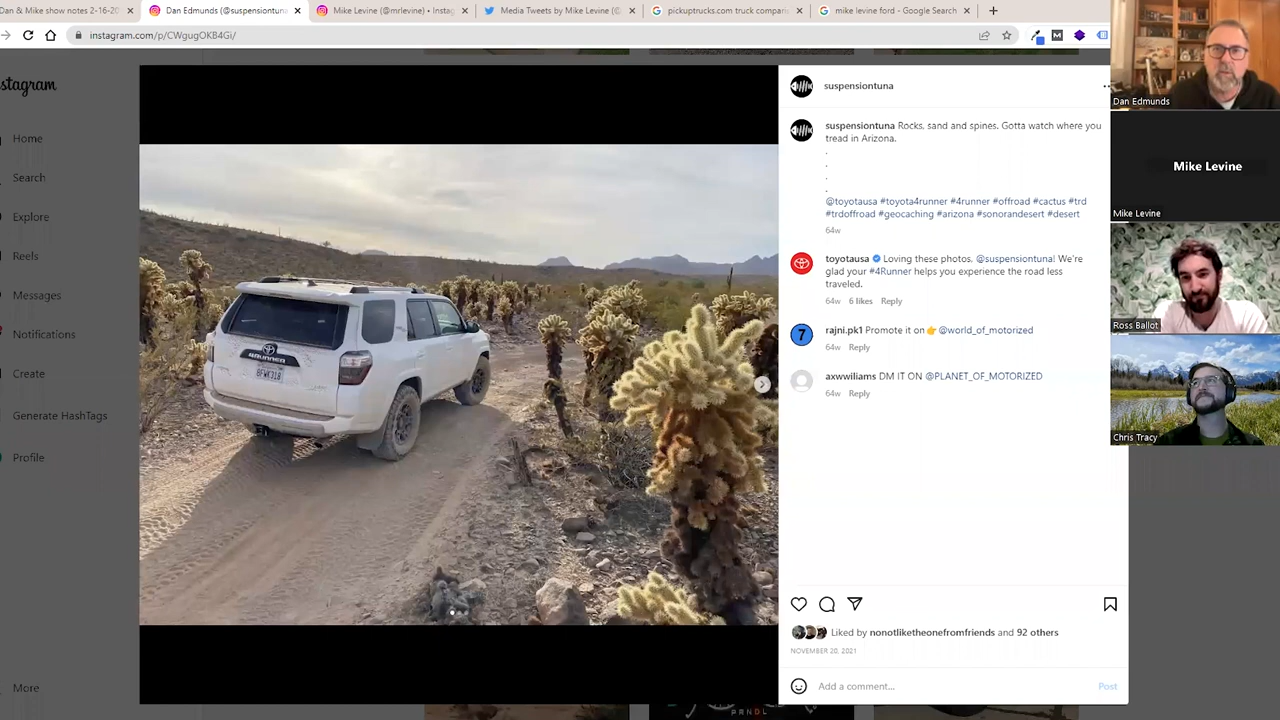 Dan & Mike show notes 2-16-20
Dan Edmunds (@suspensiontuna)
Mike Levine (@mrlevine) • Instag
Media Tweets by Mike Levine (@
pickuptrucks.com truck compari
mike levine ford - Google Search
instagram.com/p/CWgugOKB4Gi/
stagram
Home
Search
Explore
Reels
Messages
Notifications
Create
Generate HashTags
Profile
More
4RUNNER
8FWK318
suspensiontuna
suspensiontuna Rocks, sand and spines. Gotta watch where you
tread in Arizona.
.
.
.
.
@toyotausa #toyota4runner #4runner #offroad #cactus #trd
#trdoffroad #geocaching #arizona #sonorandesert #desert
64w
toyotausa Loving these photos, @suspensiontuna! We're
glad your #4Runner helps you experience the road less
traveled.
64w 6 likes Reply
7
rajni.pk1 Promote it on👉 @world_of_motorized
64w Reply
axwwiliams DM IT ON @PLANET_OF_MOTORIZED
64w Reply
Liked by nonotliketheonefromfriends and 92 others
NOVEMBER 20, 2021
Add a comment...
Post
PRNDL
Dan Edmunds
Mike Levine
Mike Levine
Ross Ballot
Chris Tracy